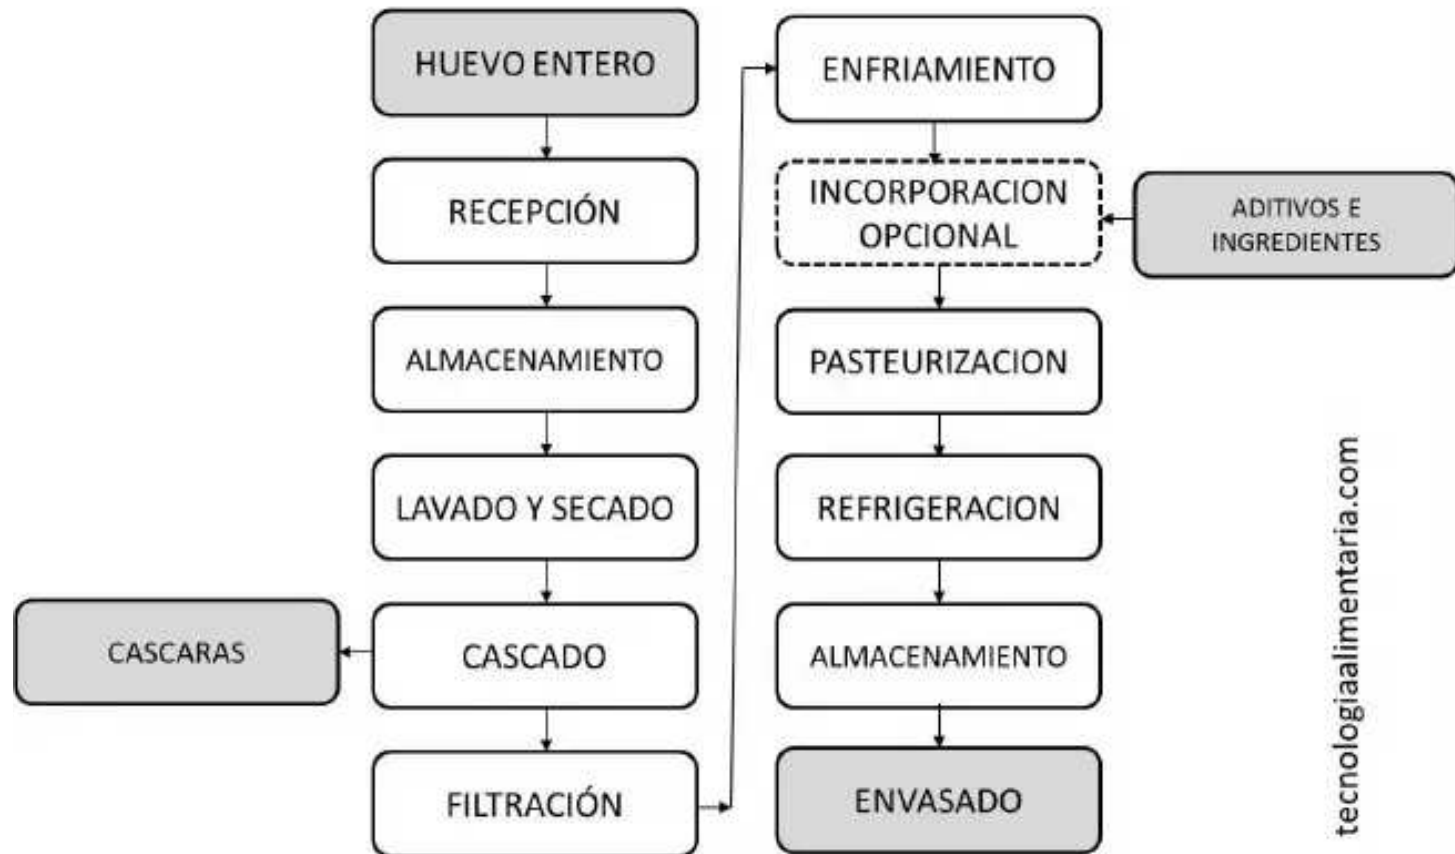 HUEVO ENTERO
RECEPCIÓN
ALMACENAMIENTO
LAVADO Y SECADO
CASCADO
CASCARAS
FILTRACIÓN
ENFRIAMIENTO
INCORPORACION
OPCIONAL
ADITIVOS E
INGREDIENTES
PASTEURIZACION
REFRIGERACION
ALMACENAMIENTO
ENVASADO
tecnologiaalimentaria.com